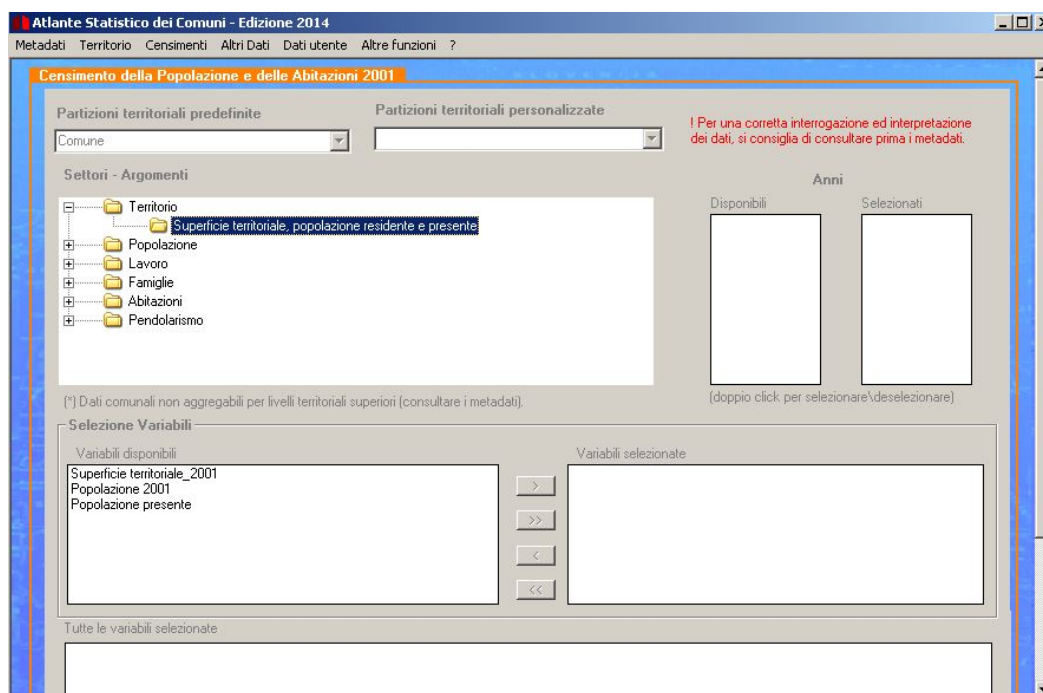 Atlante Statistico dei Comuni - Edizione 2014
Metadati Territorio Censimenti Altri Dati Dati utente Altre funzioni ?
Censimento della Popolazione e delle Abitazioni 2001
SLOVENIJA
Partizioni territoriali predefinite
Partizioni territoriali personalizzate
Comune
! Per una corretta interrogazione ed interpretazione
dei dati, si consiglia di consultare prima i metadati.
Settori - Argomenti
Anni
Disponibili
Selezionati
Territorio
Superficie territoriale, popolazione residente e presente
Popolazione
Lavoro
Famiglie
Abitazioni
Pendolarismo
(*) Dati comunali non aggregabili per livelli territoriali superiori (consultare i metadati).
(doppio click per selezionare\deselezionare)
Selezione Variabili
Variabili disponibili
Variabili selezionate
Superficie territoriale_2001
Popolazione 2001
Popolazione presente
>
>>
<
<<
Tutte le variabili selezionate